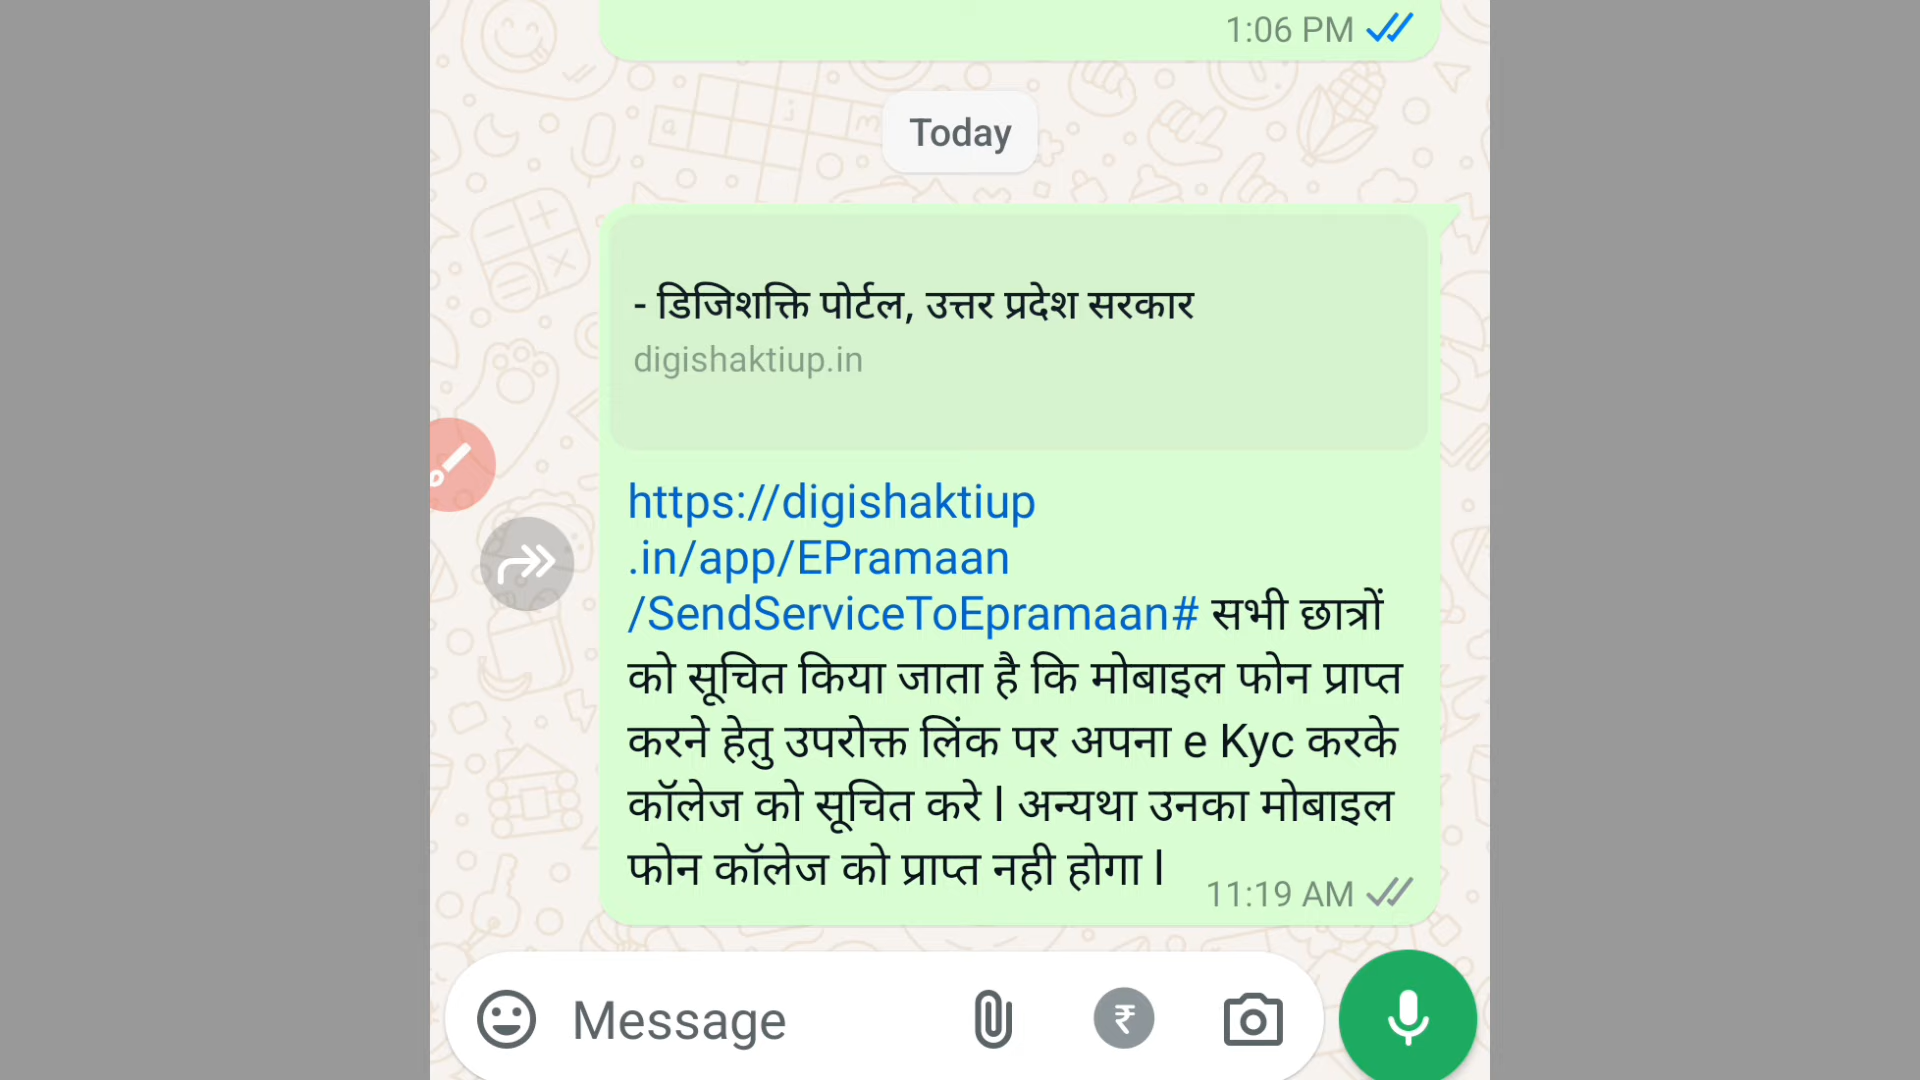 1:06 PM
Today
- डिजिशक्ति पोर्टल, उत्तर प्रदेश सरकार
digishaktiup.in
https://digishaktiup
.in/app/EPramaan
/SendServiceToEpramaan# सभी छात्रों
को सूचित किया जाता है कि मोबाइल फोन प्राप्त
करने हेतु उपरोक्त लिंक पर अपना e Kyc करके
कॉलेज को सूचित करे l अन्यथा उनका मोबाइल
फोन कॉलेज को प्राप्त नही होगा l
11:19 AM
Message